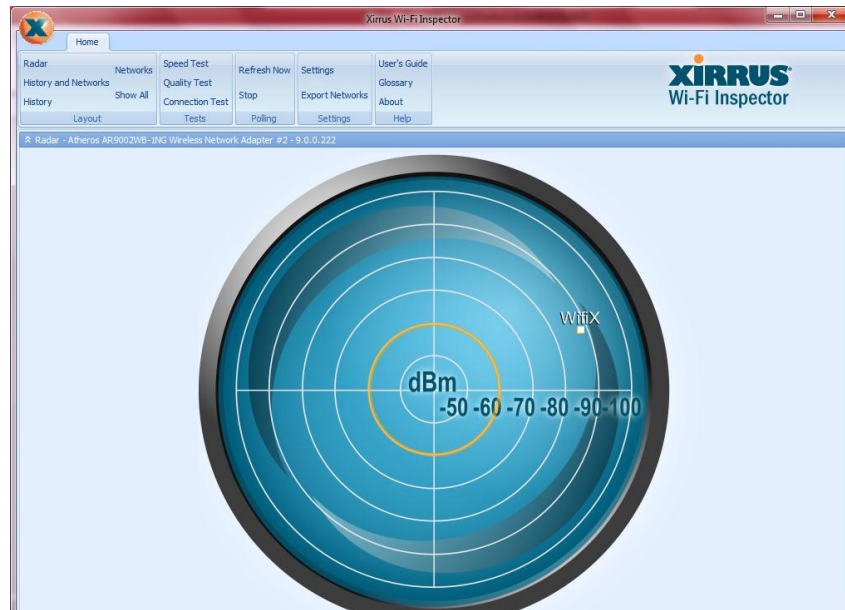 Xirrus Wi-Fi Inspector
Home
Radar
Networks
History and Networks
Show All
History
Layout
Speed Test
Quality Test
Connection Test
Tests
Refresh Now
Stop
Polling
Settings
Export Networks
Settings
User's Guide
Glossary
About
Help
XIRRUS
Wi-Fi Inspector
Radar - Atheros AR9002WB-1NG Wireless Network Adapter #2 - 9.0.0.222
WifiX
dBm
-50 -60 -70 -80 -90 -100